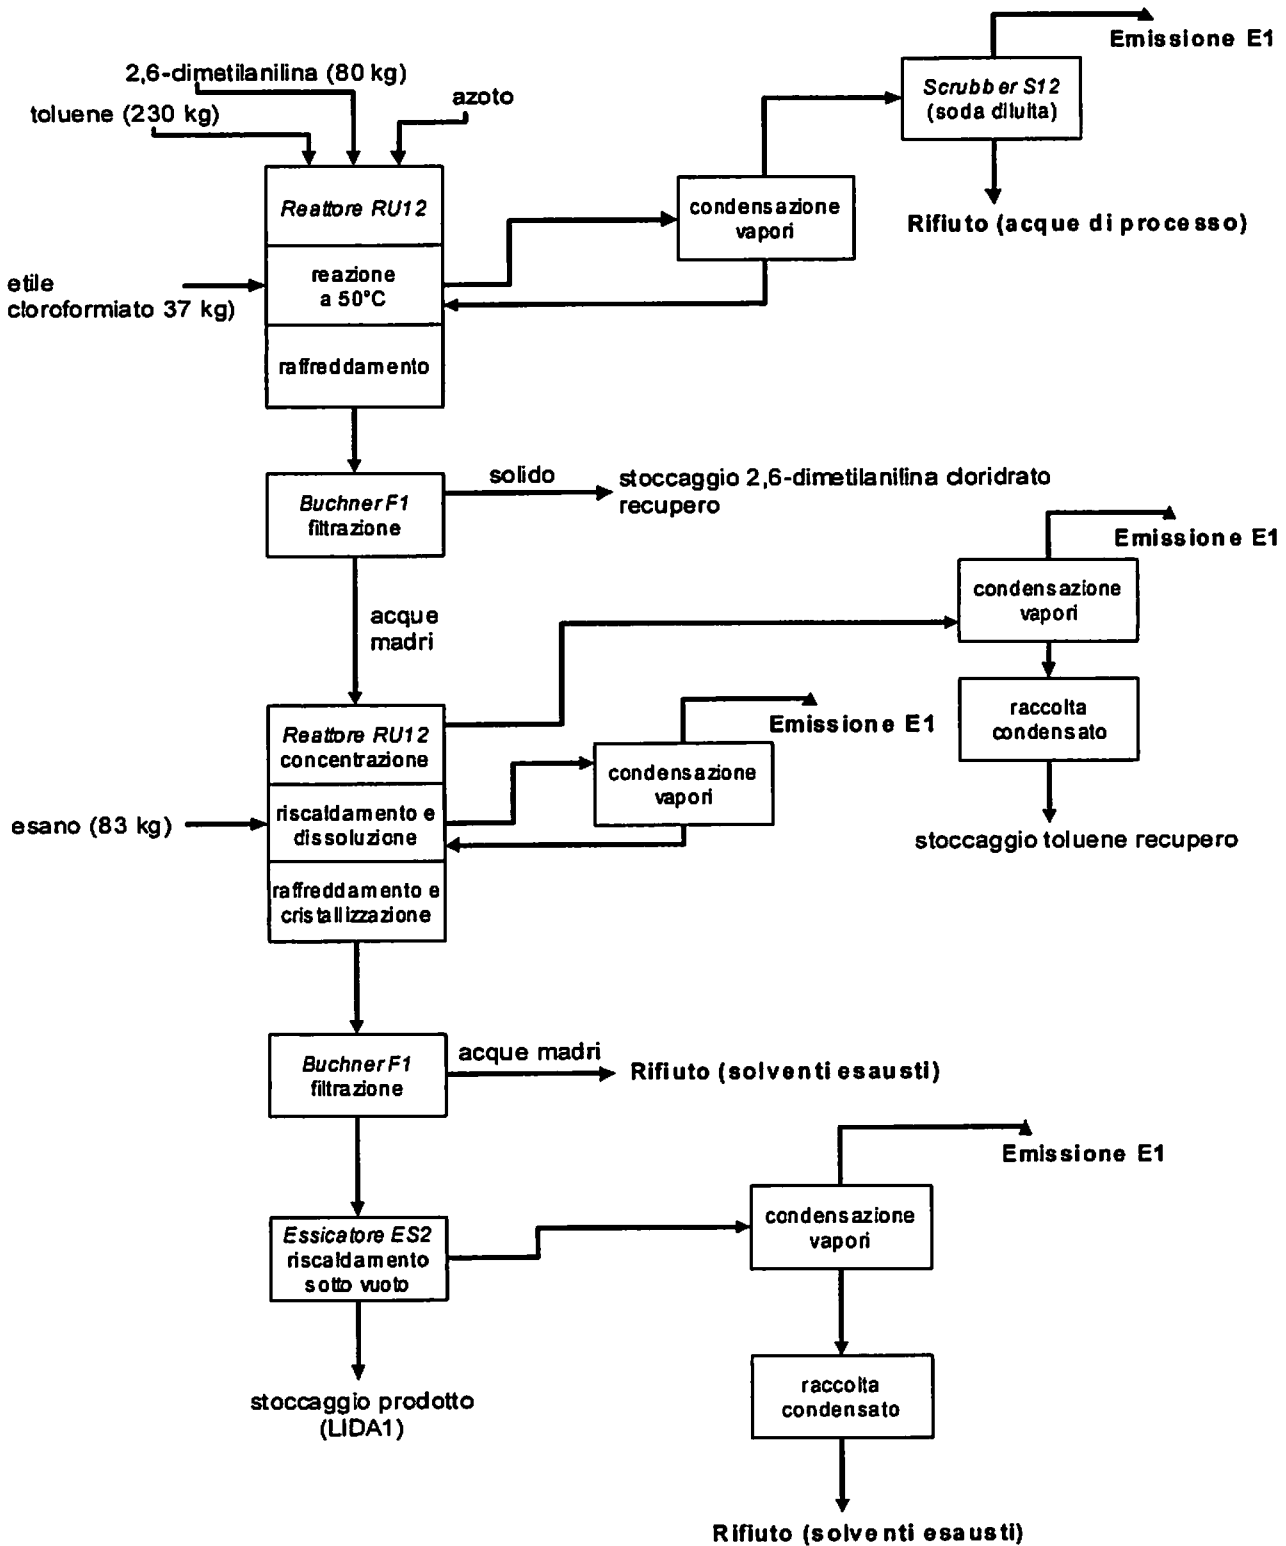 Emissione E1
2,6-dimetilanilina (80 kg)
azoto
toluene (230 kg)
Scrubber S12
(soda diluita)
Reattore RU12
condensazione
vapori
Rifiuto (acque di processo)
etile
cloroformiato 37 kg)
reazione
a 50°C
raffreddamento
solido
stoccaggio 2,6-dimetilanilina cloridrato
recupero
Buchner F1
filtrazione
Emissione E1
condensazione
vapori
acque
madri
raccolta
condensato
Emissione E1
Reattore RU12
concentrazione
condensazione
vapori
esano (83 kg)
riscaldamento e
dissoluzione
stoccaggio toluene recupero
raffreddamento e
cristallizzazione
Buchner F1
filtrazione
acque madri
Rifiuto (solventi esausti)
Emissione E1
condensazione
vapori
Essicatore ES2
riscaldamento
sotto vuoto
raccolta
condensato
stoccaggio prodotto
(LIDA1)
Rifiuto (solventi esausti)